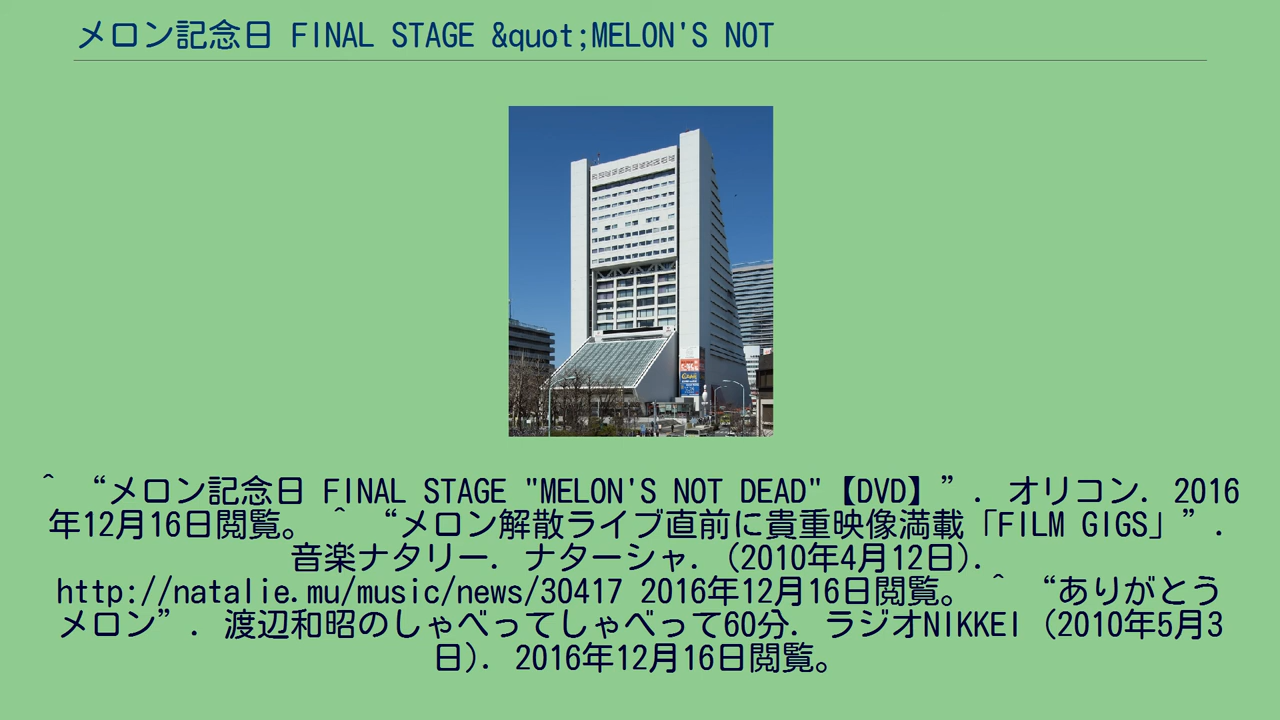 メロン記念日 FINAL STAGE &quot;MELON'S NOT
^ “メロン記念日 FINAL STAGE "MELON'S NOT DEAD"【DVD】”. オリコン. 2016
年12月16日閲覧。 ^ “メロン解散ライブ直前に貴重映像満載「FILM GIGS」”.
音楽ナタリー. ナターシャ. (2010年4月12日).
http://natalie.mu/music/news/30417 2016年12月16日閲覧。 ^ “ありがとう
メロン”. 渡辺和昭のしゃべってしゃべって60分. ラジオNIKKEI (2010年5月3
日). 2016年12月16日閲覧。